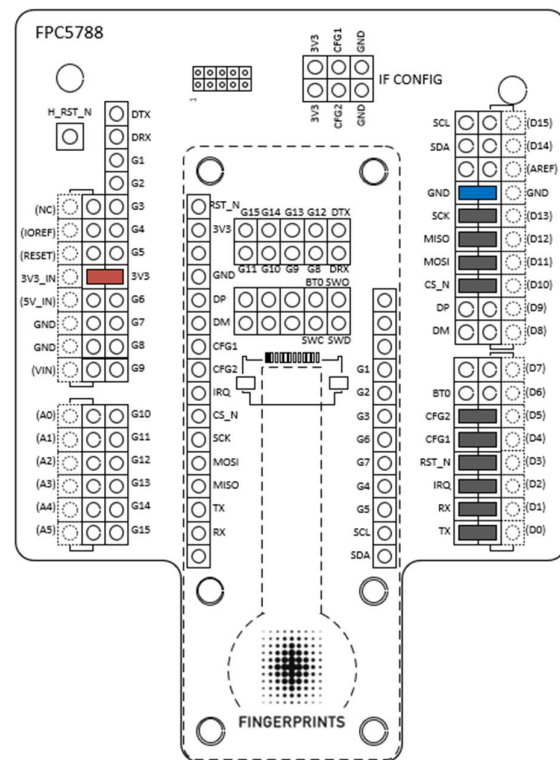 FPC5788
3V3 CFG1 GND
IF CONFIG
3V3 CFG2 GND
1
H_RST_N
DTX
DRX
G1
G2
(NC) G3
(IOREF) G4
(RESET) G5
3V3_IN 3V3
(5V_IN) G6
GND G7
GND G8
(VIN) G9
(A0) G10
(A1) G11
(A2) G12
(A3) G13
(A4) G14
(A5) G15
RST_N
3V3
GND
DP
DM
CFG1
CFG2
IRQ
CS_N
SCK
MOSI
MISO
TX
RX
G15 G14 G13 G12 DTX
G11 G10 G9 G8 DRX
BT0 SWO
SWC SWD
G1
G2
G3
G6
G7
G4
G5
SCL
SDA
SCL (D15)
SDA (D14)
(AREF)
GND GND
SCK (D13)
MISO (D12)
MOSI (D11)
CS_N (D10)
DP (D9)
DM (D8)
(D7)
BT0 (D6)
CFG2 (D5)
CFG1 (D4)
RST_N (D3)
IRQ (D2)
RX (D1)
TX (D0)
FINGERPRINTS